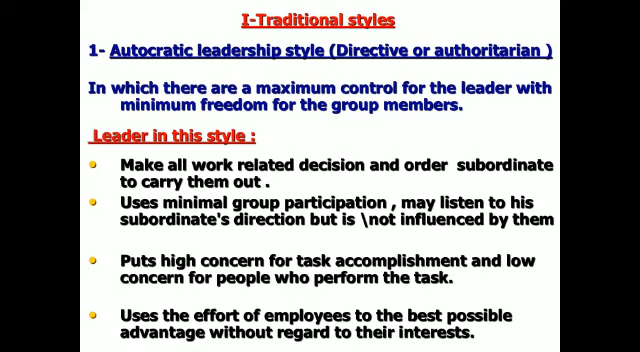 I-Traditional styles
1- Autocratic leadership style (Directive or authoritarian )
In which there are a maximum control for the leader with
minimum freedom for the group members.
Leader in this style :
• Make all work related decision and order subordinate
to carry them out .
• Uses minimal group participation , may listen to his
subordinate's direction but is \not influenced by them
• Puts high concern for task accomplishment and low
concern for people who perform the task.
• Uses the effort of employees to the best possible
advantage without regard to their interests.